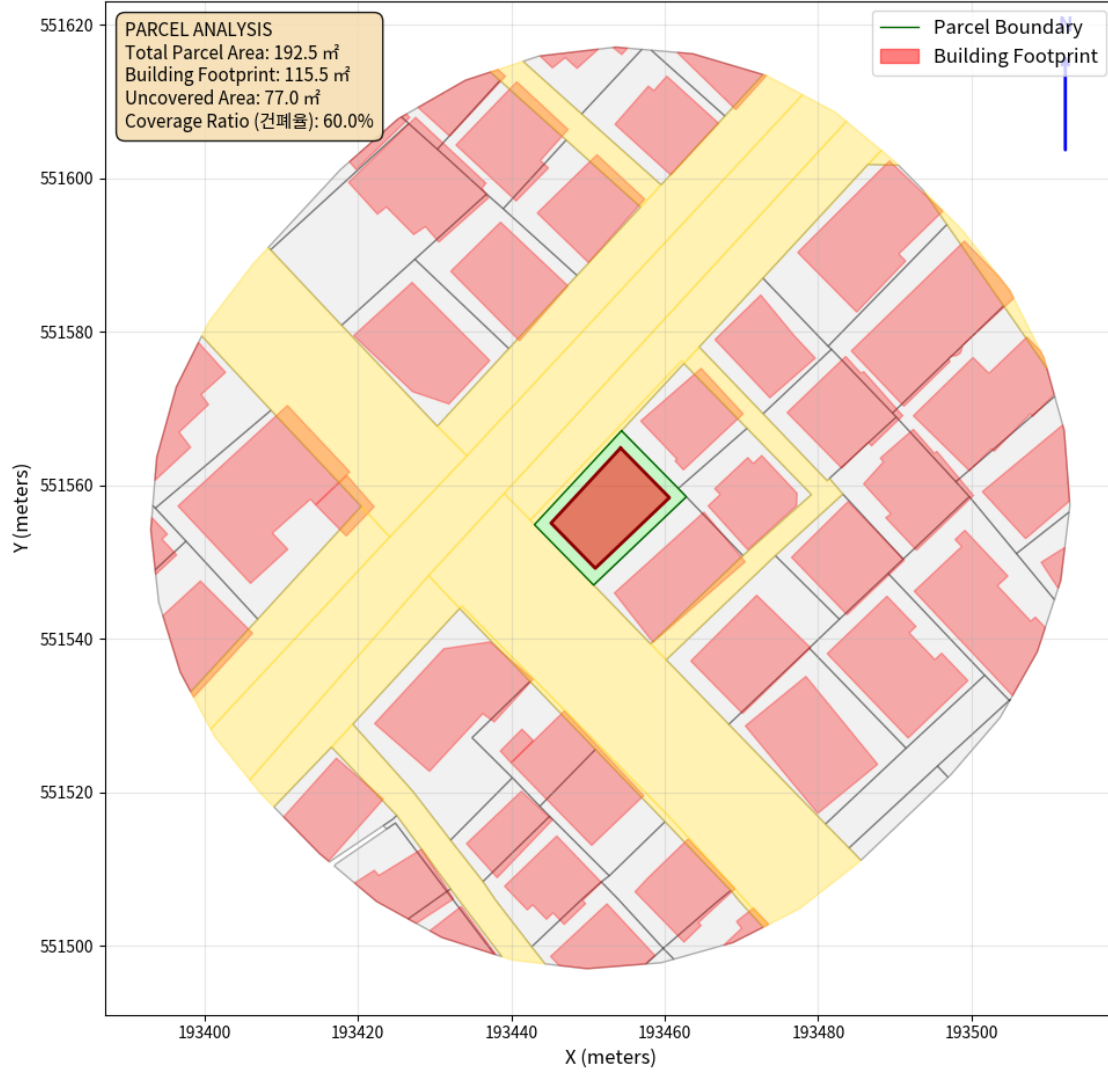 PARCEL ANALYSIS
Total Parcel Area: 192.5 ㎡
Building Footprint: 115.5 ㎡
Uncovered Area: 77.0 ㎡
Coverage Ratio (건폐율): 60.0%
Parcel Boundary
Building Footprint
N
551620
551600
551580
551560
551540
551520
551500
Y (meters)
193400
193420
193440
193460
193480
193500
X (meters)